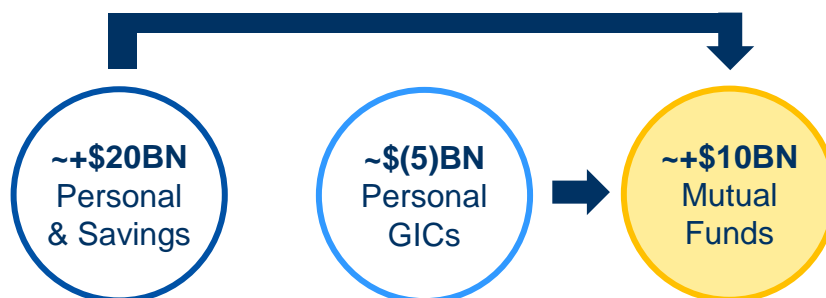 ~+$20BN
Personal
& Savings
~$(5)BN
Personal
GICs
~+$10BN
Mutual
Funds